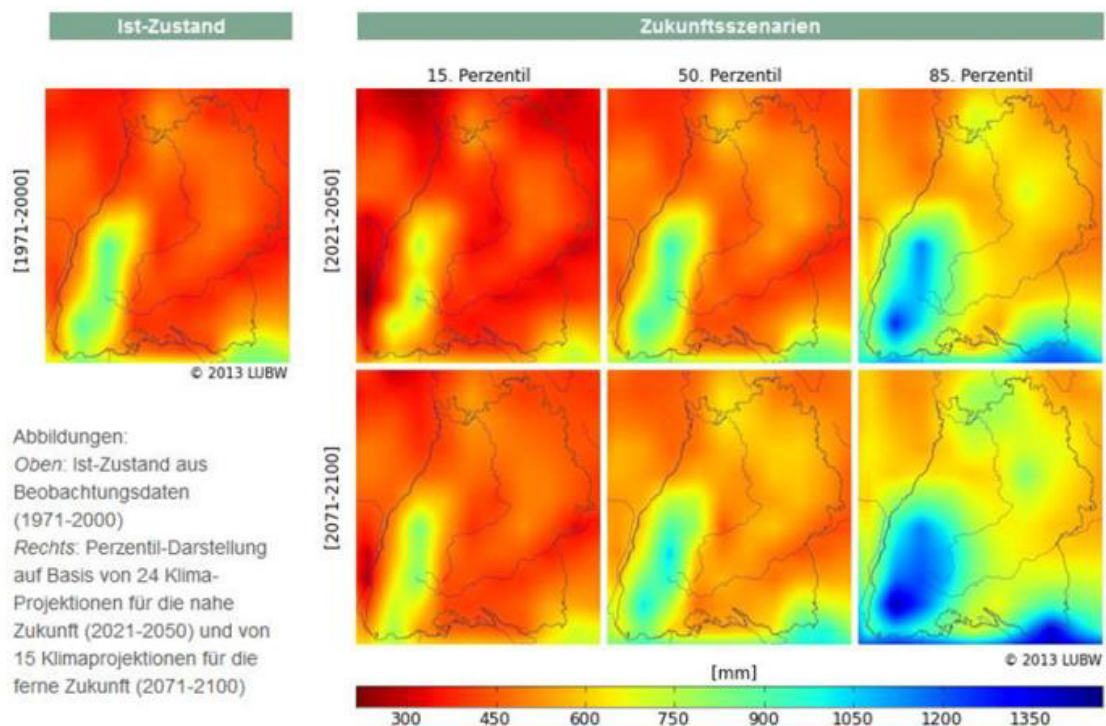 Ist-Zustand
Zukunftsszenarien
15. Perzentil
50. Perzentil
85. Perzentil
[1971-2000]
[2021-2050]
© 2013 LUBW
[2071-2100]
Abbildungen:
Oben: Ist-Zustand aus
Beobachtungsdaten
(1971-2000)
Rechts: Perzentil-Darstellung
auf Basis von 24 Klima-
Projektionen für die nahe
Zukunft (2021-2050) und von
15 Klimaprojektionen für die
ferne Zukunft (2071-2100)
© 2013 LUBW
[mm]
300 450 600 750 900 1050 1200 1350